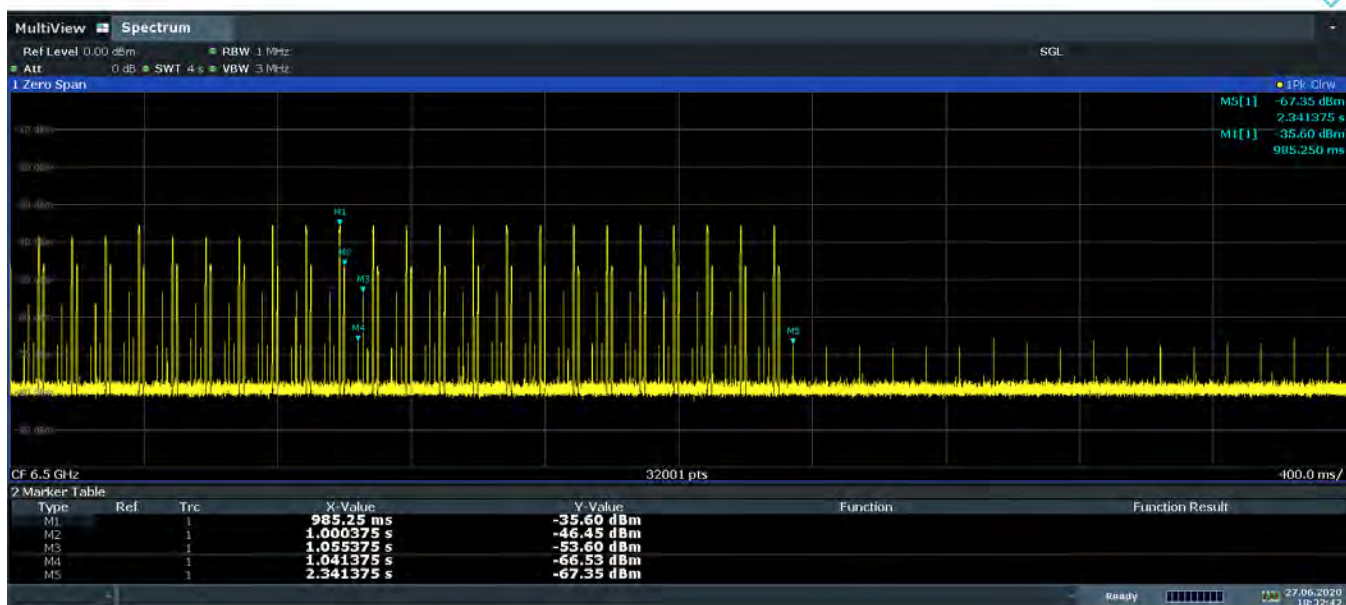 MultiView Spectrum
Ref Level 0.00 dBm RBW 1 MHz SGL
Att 0 dB SWT 4 s VBW 3 MHz
1 Zero Span 1Pk Clrw
M5[1] -67.35 dBm
2.341375 s
M1[1] -35.60 dBm
985.250 ms
M1
M2
M3
M4
M5
CF 6.5 GHz 32001 pts 400.0 ms/
2 Marker Table
Type Ref Trc X-Value Y-Value Function Function Result
M1 1 985.25 ms -35.60 dBm
M2 1 1.000375 s -46.45 dBm
M3 1 1.055375 s -53.60 dBm
M4 1 1.041375 s -66.53 dBm
M5 1 2.341375 s -67.35 dBm
Ready 27.06.2020